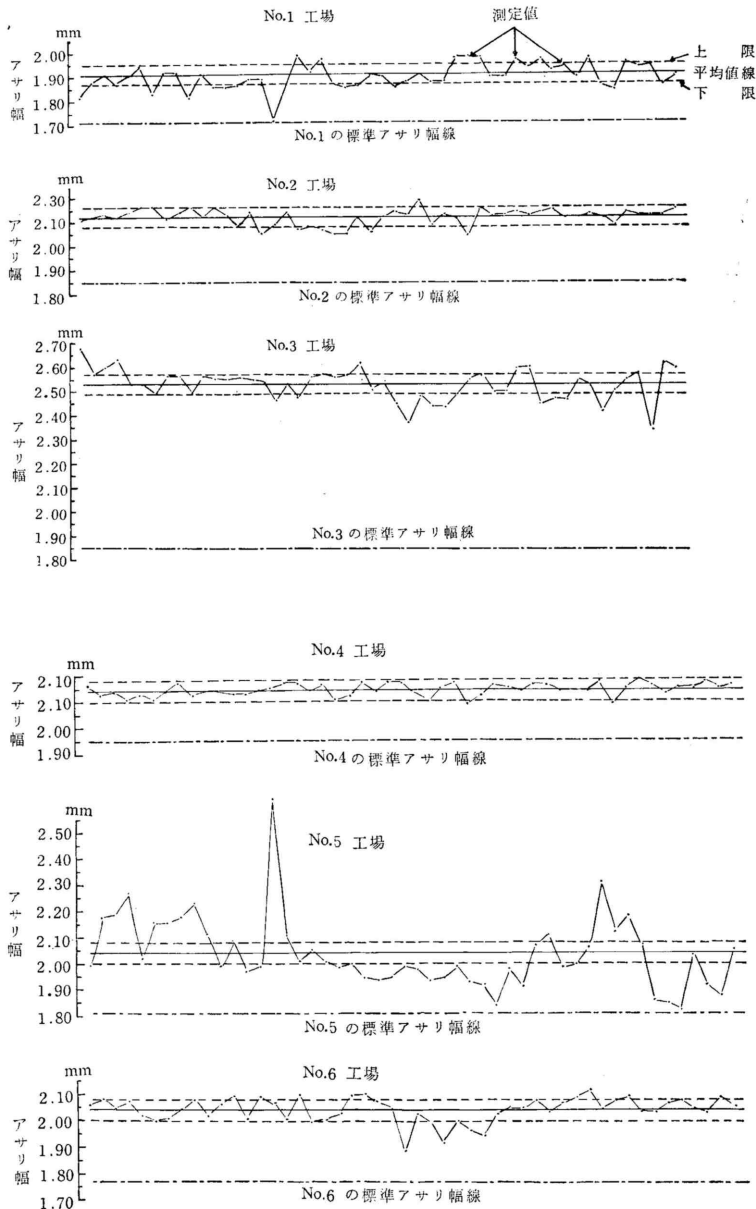 No.1 工場
測定値
mm
アサリ幅
2.00
1.90
1.80
1.70
上限
平均値線
下限
No.1の標準アサリ幅線
No.2 工場
mm
アサリ幅
2.30
2.10
2.00
1.90
1.80
No.2の標準アサリ幅線
No.3 工場
mm
アサリ幅
2.70
2.60
2.50
2.40
2.30
2.20
2.10
2.00
1.90
1.80
No.3の標準アサリ幅線
No.4 工場
mm
アサリ幅
2.10
2.10
2.00
1.90
No.4の標準アサリ幅線
No.5 工場
mm
アサリ幅
2.50
2.40
2.30
2.20
2.10
2.00
1.90
1.80
No.5の標準アサリ幅線
No.6 工場
mm
アサリ幅
2.10
2.00
1.90
1.80
1.70
No.6の標準アサリ幅線